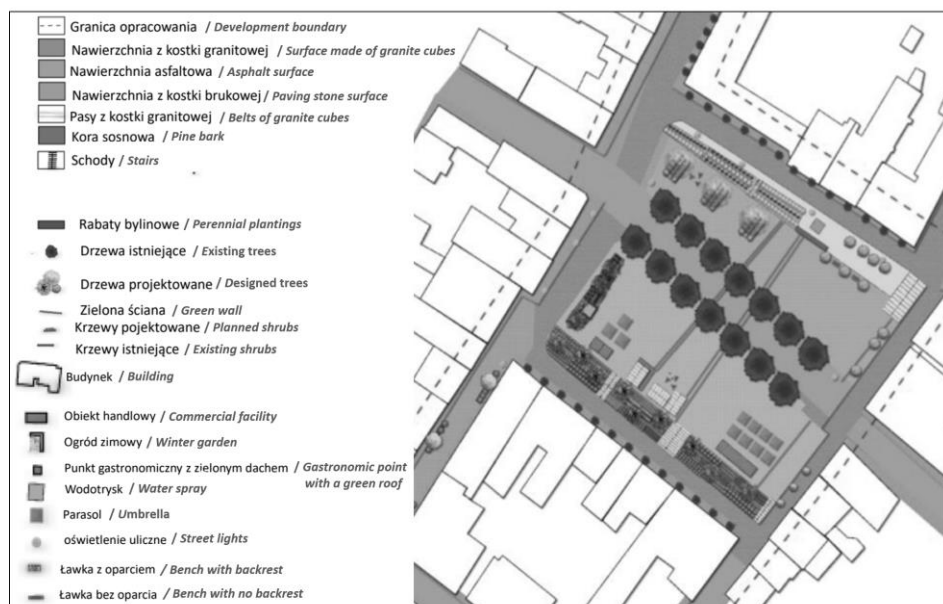 Granica opracowania / Development boundary
Nawierzchnia z kostki granitowej / Surface made of granite cubes
Nawierzchnia asfaltowa / Asphalt surface
Nawierzchnia z kostki brukowej / Paving stone surface
Pasy z kostki granitowej / Belts of granite cubes
Kora sosnowa / Pine bark
Schody / Stairs
Rabaty bylinowe / Perennial plantings
Drzewa istniejące / Existing trees
Drzewa projektowane / Designed trees
Zielona ściana / Green wall
Krzewy pojektowane / Planned shrubs
Krzewy istniejące / Existing shrubs
Budynek / Building
Obiekt handlowy / Commercial facility
Ogród zimowy / Winter garden
Punkt gastronomiczny z zielonym dachem / Gastronomic point
with a green roof
Wodotrysk / Water spray
Parasol / Umbrella
oświetlenie uliczne / Street lights
Ławka z oparciem / Bench with backrest
Ławka bez oparcia / Bench with no backrest